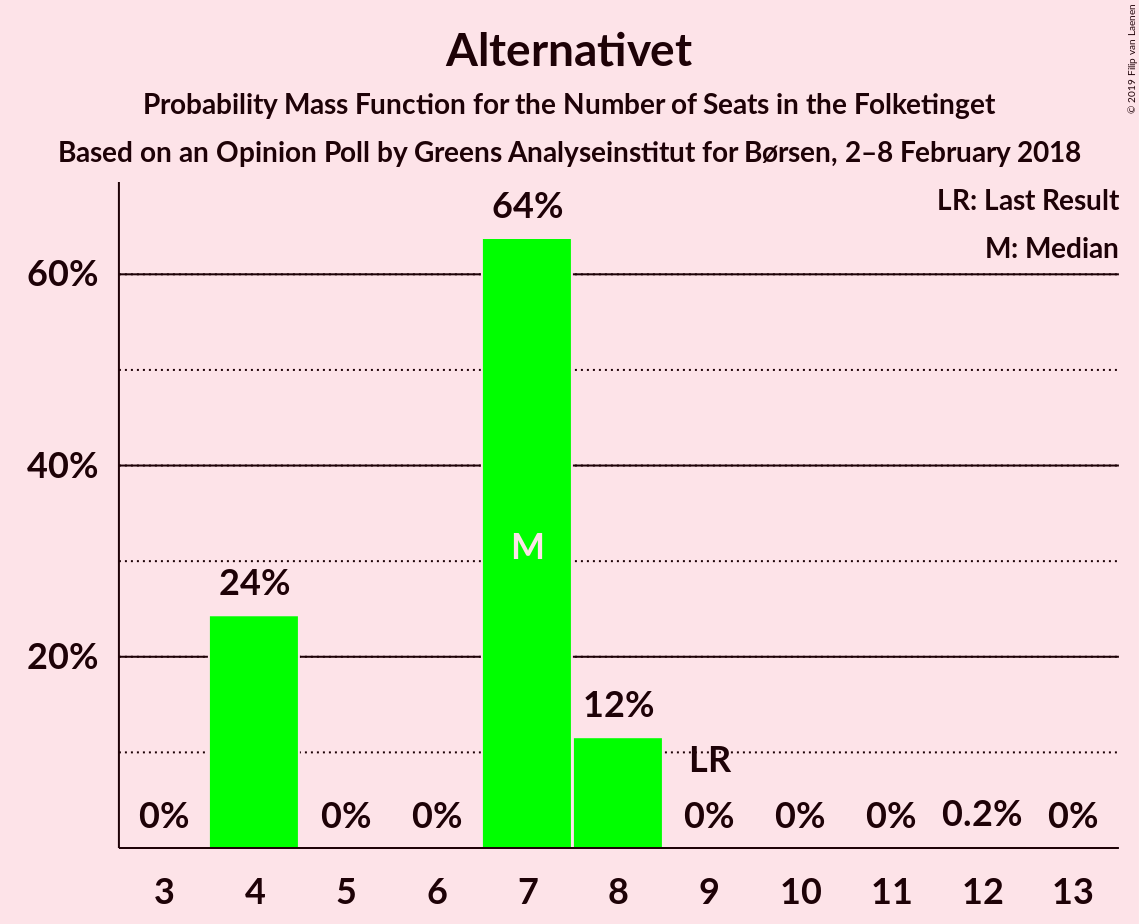 Alternativet
Probability Mass Function for the Number of Seats in the Folketinget
Based on an Opinion Poll by Greens Analyseinstitut for Børsen, 2–8 February 2018
© 2019 Filip van Laenen
LR: Last Result
M: Median
64%
60%
40%
M
24%
20%
12%
LR
0% 0% 0% 0% 0% 0% 0.2% 0%
3 4 5 6 7 8 9 10 11 12 13